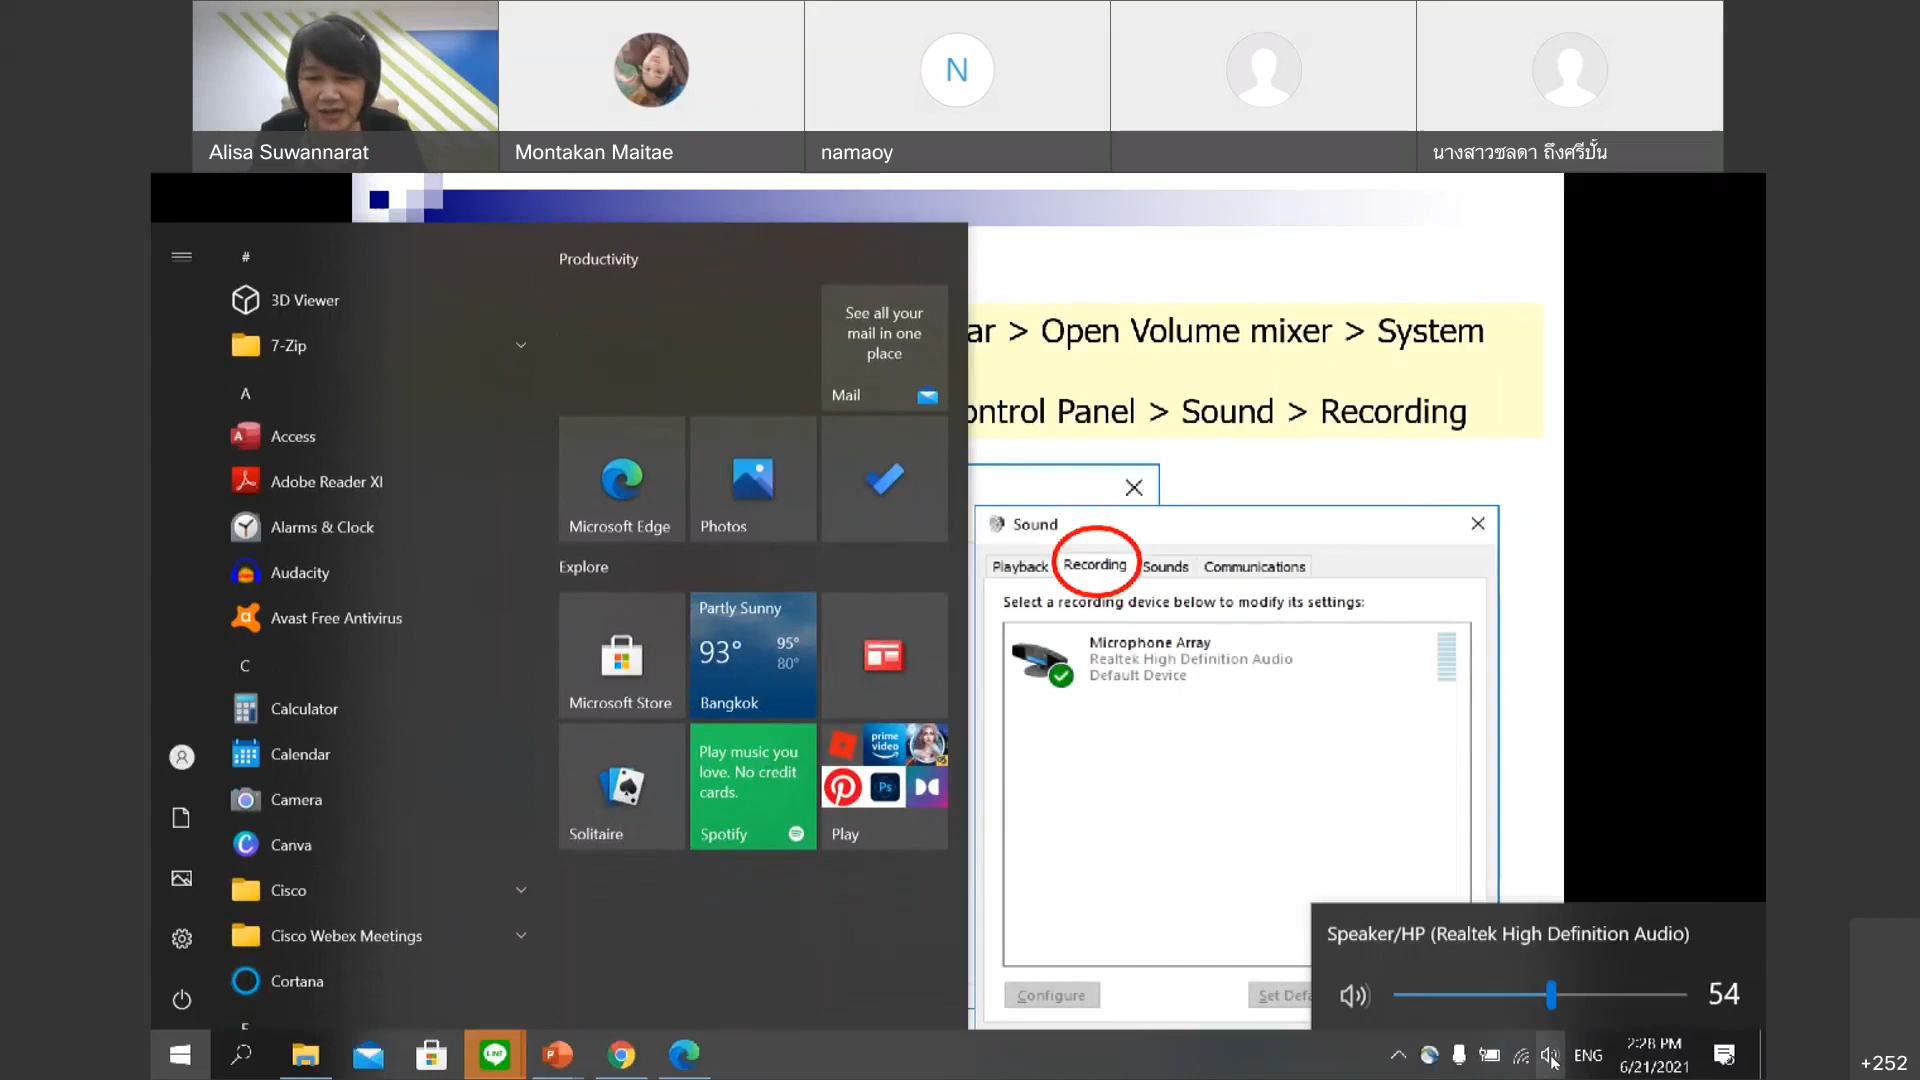 Alisa Suwannarat
Montakan Maitae
N
namaoy
นางสาวชลดา ถึงศรีปั้น
#
3D Viewer
7-Zip
A
Access
Adobe Reader XI
Alarms & Clock
Audacity
Avast Free Antivirus
C
Calculator
Calendar
Camera
Canva
Cisco
Cisco Webex Meetings
Cortana
Productivity
See all your
mail in one
place
Mail
Microsoft Edge
Photos
Explore
Microsoft Store
Partly Sunny
93° 95°
80°
Bangkok
Solitaire
Play music you
love. No credit
cards.
Spotify
prime
video
Ps
Play
ar > Open Volume mixer > System
ontrol Panel > Sound > Recording
Sound
Playback Recording Sounds Communications
Select a recording device below to modify its settings:
Microphone Array
Realtek High Definition Audio
Default Device
Configure
Set Defa
Speaker/HP (Realtek High Definition Audio)
54
LINE
ENG
2:28 PM
6/21/2021
+252